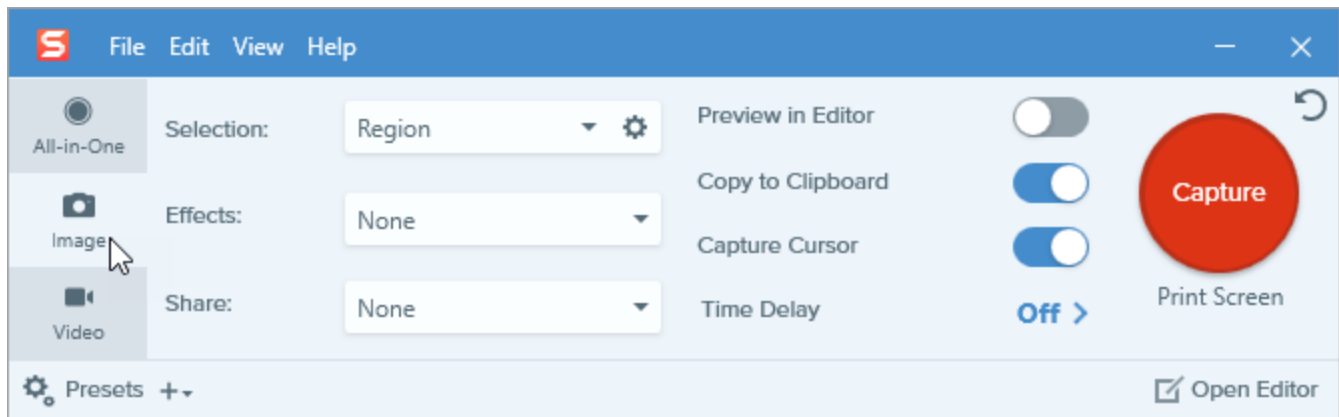 S File Edit View Help
All-in-One
Image
Video
Selection: Region
Effects: None
Share: None
Preview in Editor
Copy to Clipboard
Capture Cursor
Time Delay Off >
Capture
Print Screen
Presets +
Open Editor